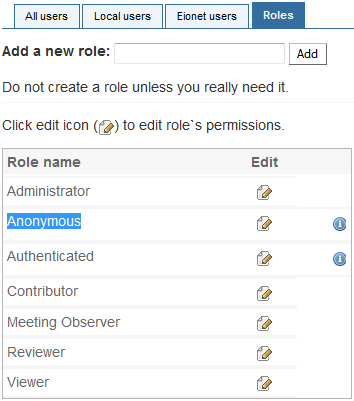 All users Local users Eionet users Roles
Add a new role: Add
Do not create a role unless you really need it.
Click edit icon () to edit role`s permissions.
Role name Edit
Administrator
Anonymous
Authenticated
Contributor
Meeting Observer
Reviewer
Viewer